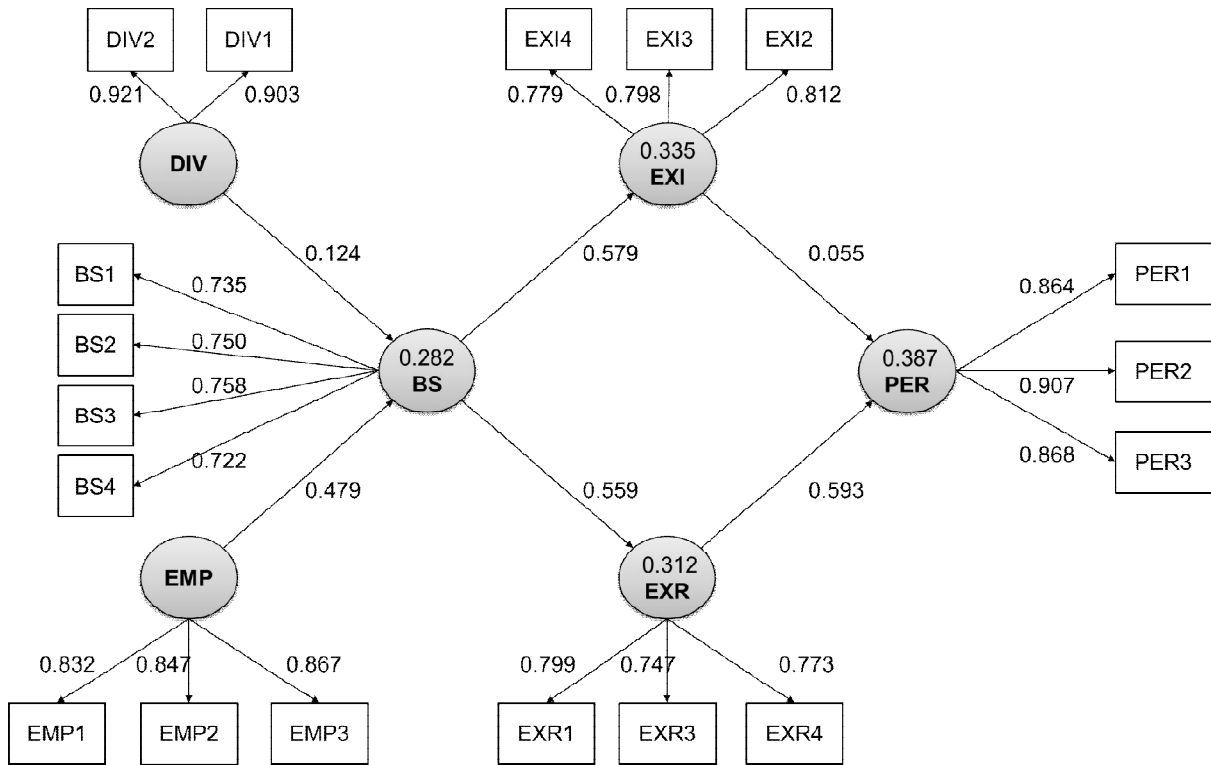 DIV2 DIV1
EXI4 EXI3 EXI2
0.921 0.903
0.779 0.798 0.812
DIV
0.335
EXI
0.124
0.579
0.055
BS1
BS2
BS3
BS4
0.735
0.750
0.758
0.722
0.282
BS
0.387
PER
0.864
0.907
0.868
PER1
PER2
PER3
0.479
0.559
0.593
EMP
0.312
EXR
0.832 0.847 0.867
0.799 0.747 0.773
EMP1 EMP2 EMP3
EXR1 EXR3 EXR4